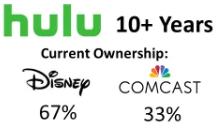 hulu 10+ Years
Current Ownership:
Disney COMCAST
67% 33%